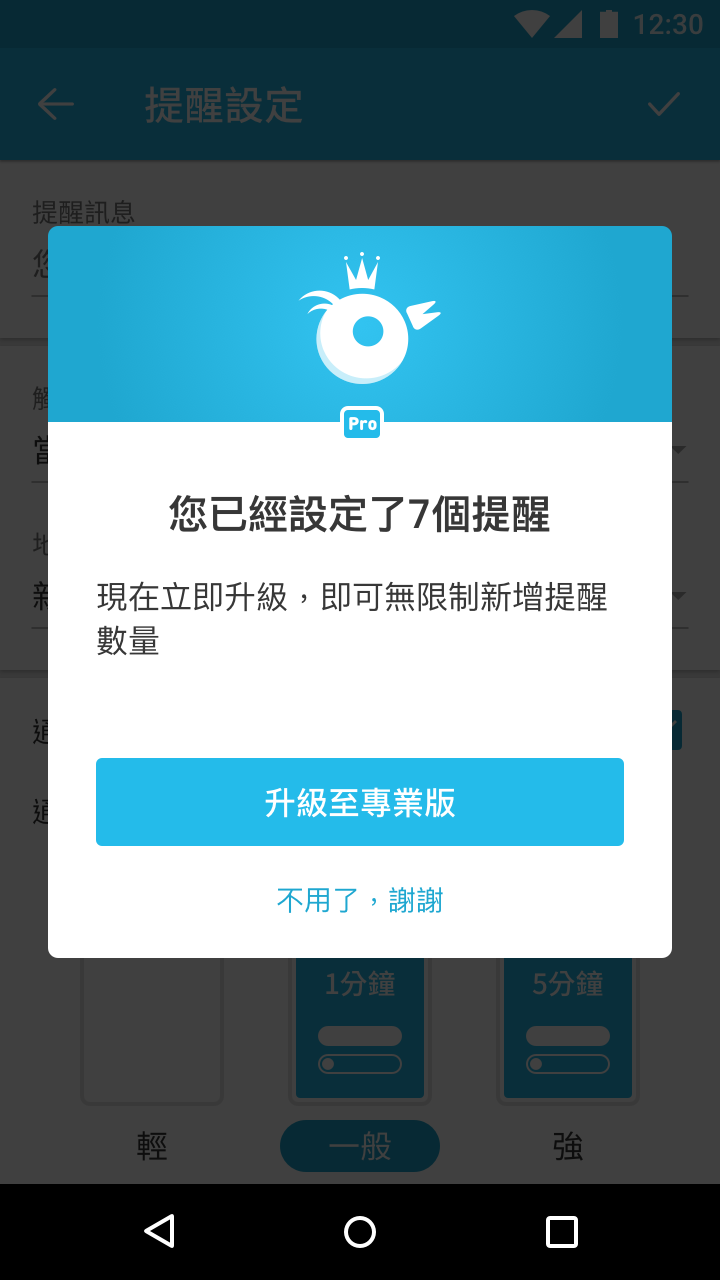 12:30
提醒設定
提醒訊息
Pro
您已經設定了7個提醒
現在立即升級，即可無限制新增提醒
數量
升級至專業版
不用了，謝謝
1分鐘
5分鐘
輕
一般
強